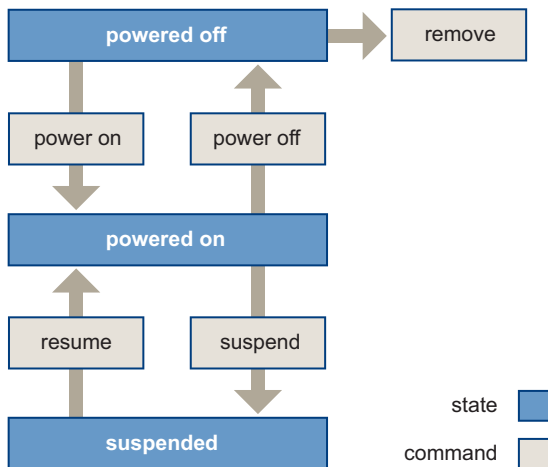 powered off
remove
power on
power off
powered on
resume
suspend
state
suspended
command